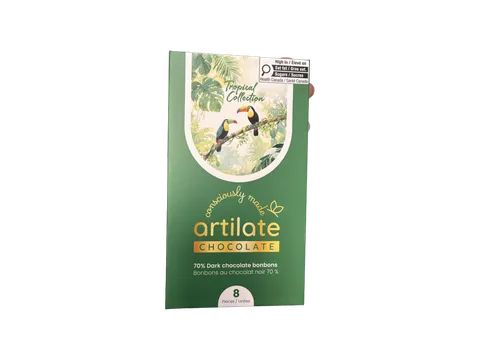 High in / Élevé en
Sat fat / Gras sat.
Sugars / Sucres
Health Canada / Santé Canada
Tropical
Collection
consciously made
artilate
CHOCOLATE
70% Dark chocolate bonbons
Bonbons au chocolat noir 70 %
8
Pieces / Unités